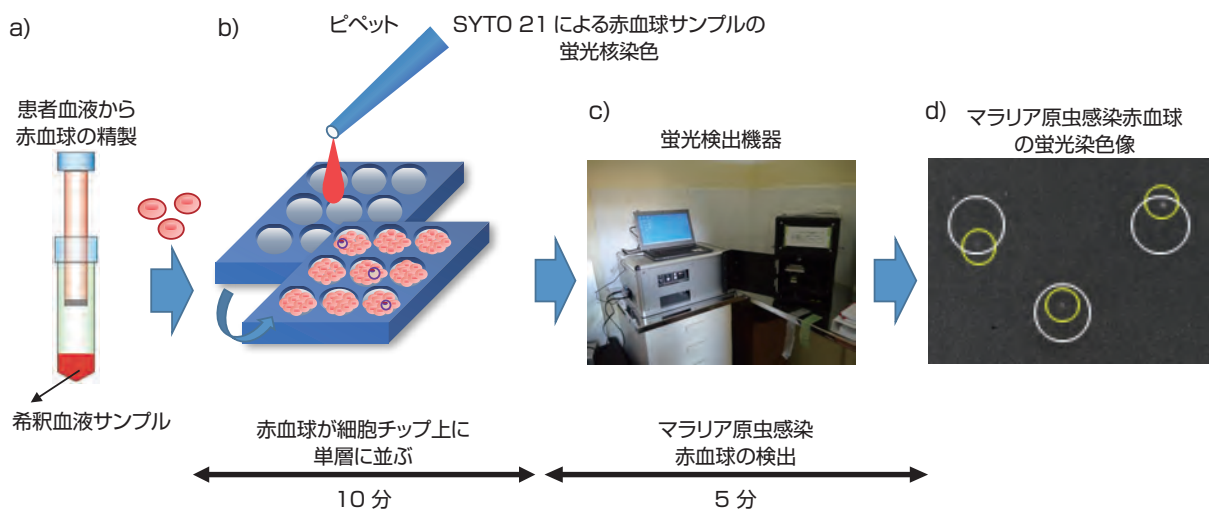 a)
患者血液から
赤血球の精製
希釈血液サンプル
b)
ピペット
SYTO 21 による赤血球サンプルの
蛍光核染色
c)
蛍光検出機器
d)
マラリア原虫感染赤血球
の蛍光染色像
赤血球が細胞チップ上に
単層に並ぶ
10 分
マラリア原虫感染
赤血球の検出
5 分